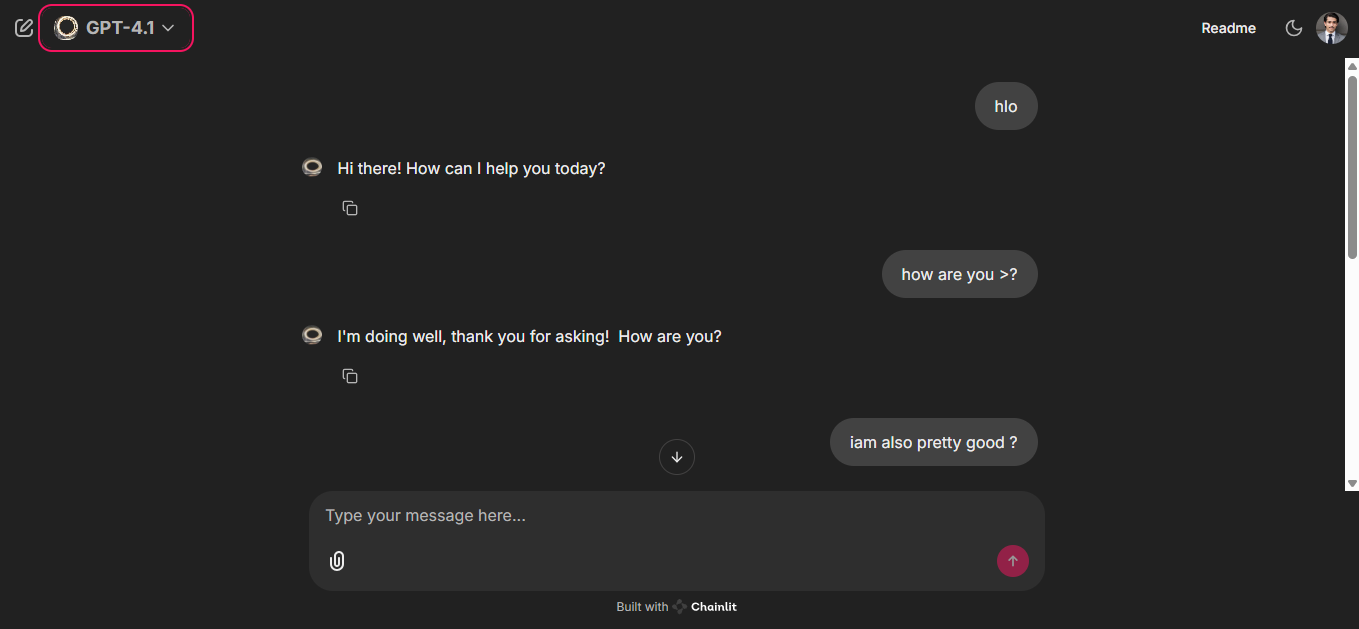 GPT-4.1
Readme
hlo
Hi there! How can I help you today?
how are you >?
I'm doing well, thank you for asking!  How are you?
iam also pretty good ?
Type your message here...
Built with Chainlit